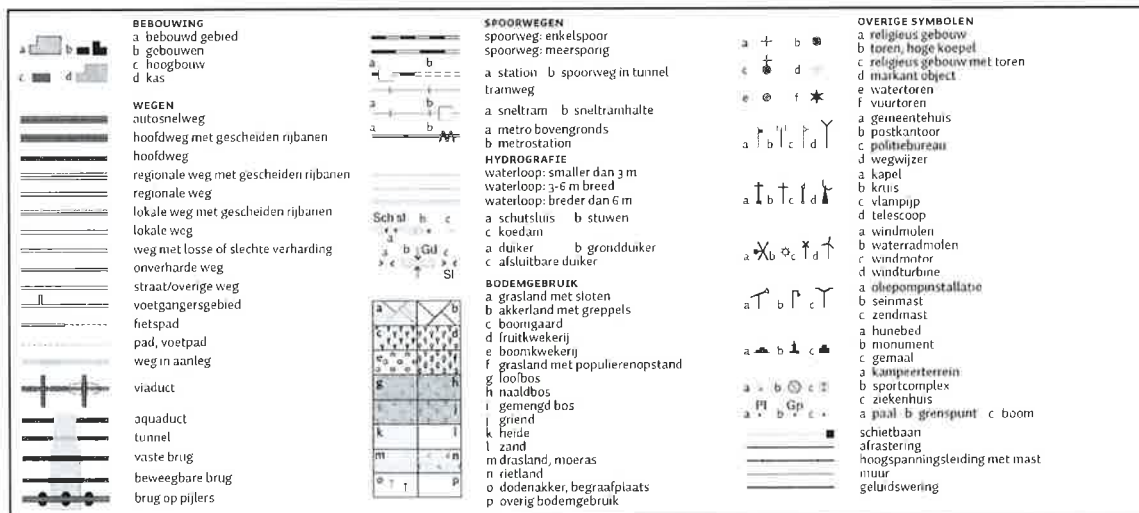 BEBOUWING
a bebouwd gebied
b gebouwen
c hoogbouw
d kas
a b
c d
WEGEN
autosnelweg
hoofdweg met gescheiden rijbanen
hoofdweg
regionale weg met gescheiden rijbanen
regionale weg
lokale weg met gescheiden rijbanen
lokale weg
weg met losse of slechte verharding
onverharde weg
straat/overige weg
voetgangersgebied
fietspad
pad, voetpad
weg in aanleg
viaduct
aquaduct
tunnel
vaste brug
beweegbare brug
brug op pijlers
SPOORWEGEN
spoorweg: enkelspoor
spoorweg: meersporig
a b
a station b spoorweg in tunnel
tramweg
a b
a sneltram b sneltramhalte
a b
a metro bovengronds
b metrostation
HYDROGRAFIE
waterloop: smaller dan 3 m
waterloop: 3-6 m breed
waterloop: breder dan 6 m
Sch sl b c
a
a schutsluis b stuwen
c koedam
a b Gd c
Sl
a duiker b grondduiker
c afsluitbare duiker
BODEMGEBRUIK
a grasland met sloten
b akkerland met greppels
c boomgaard
d fruitkwekerij
e boomkwekerij
f grasland met populierenopstand
g loofbos
h naaldbos
i gemengd bos
j griend
k heide
l zand
m drasland, moeras
n rietland
o dodenakker, begraafplaats
p overig bodemgebruik
a b
c d
e f
g h
i j
k l
m n
o p
OVERIGE SYMBOLEN
a b
c d
e f
a religieus gebouw
b toren, hoge koepel
c religieus gebouw met toren
d markant object
e watertoren
f vuurtoren
a b c d
a gemeentehuis
b postkantoor
c politiebureau
d wegwijzer
a b c d
a kapel
b kruis
c vlampijp
d telescoop
a b c d
a windmolen
b waterradmolen
c windmotor
d windturbine
a b c
a oliepompinstallatie
b seinmast
c zendmast
a b c
a hunebed
b monument
c gemaal
a b c
a kampeerterrein
b sportcomplex
c ziekenhuis
Pl Gp
a b c
a paal b grenspunt c boom
schietbaan
afrastering
hoogspanningsleiding met mast
muur
geluidswering